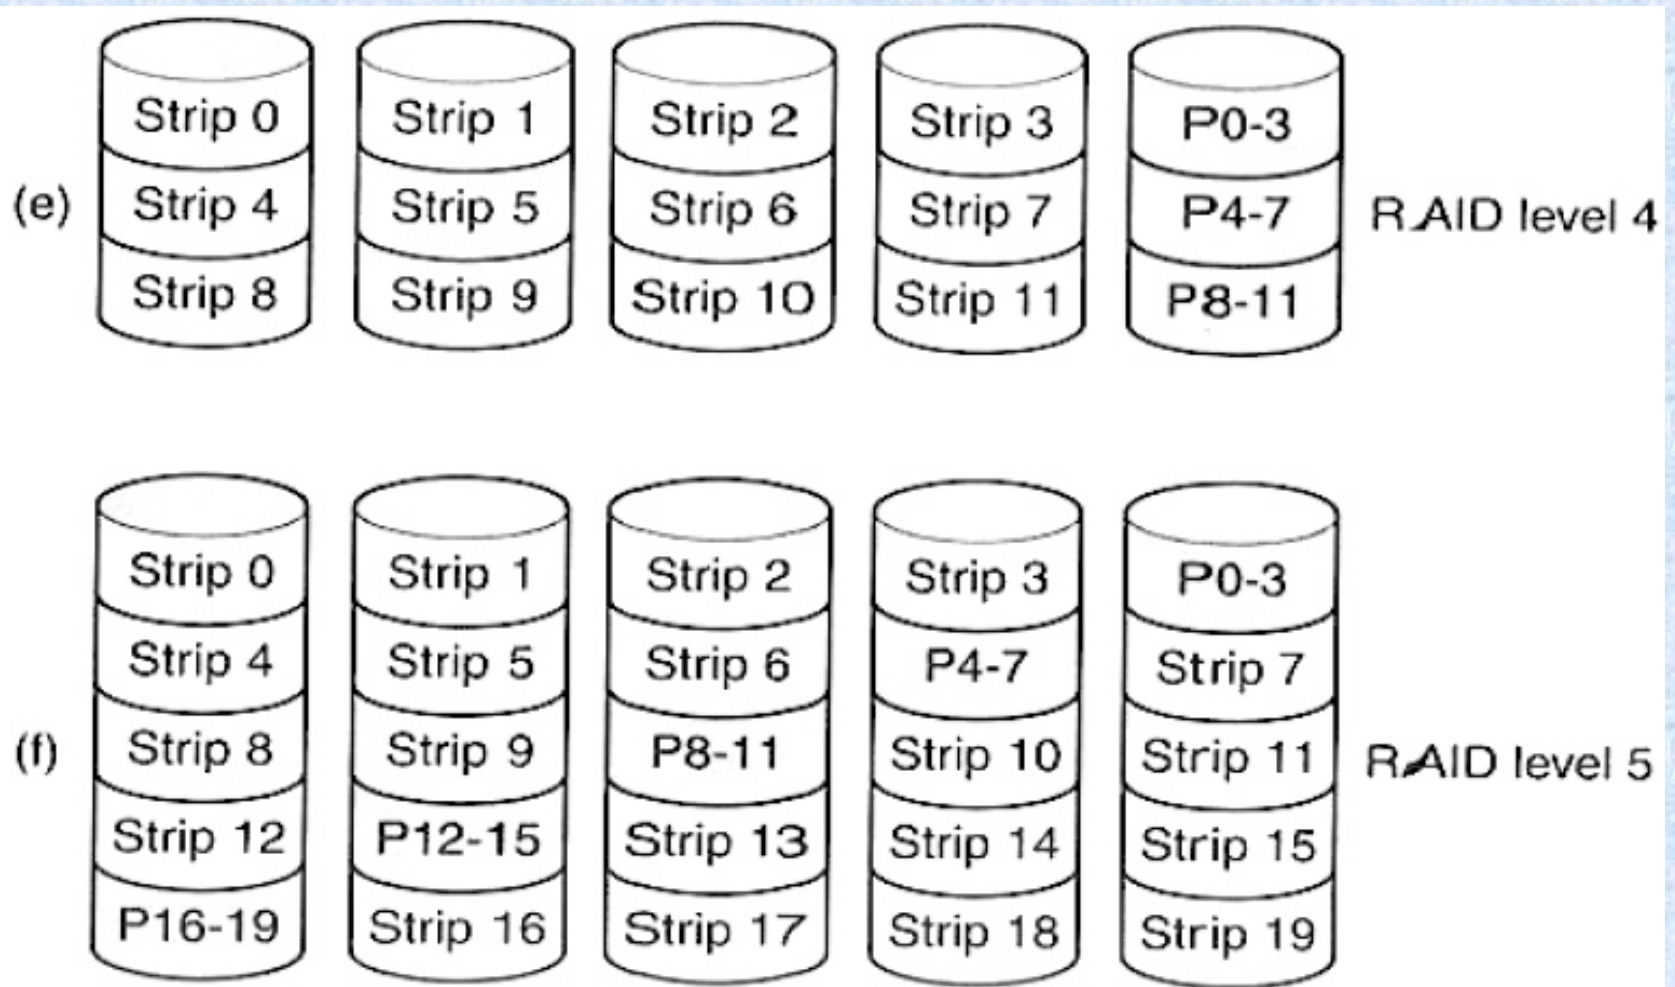 Strip 0 Strip 1 Strip 2 Strip 3 P0-3
(e) Strip 4 Strip 5 Strip 6 Strip 7 P4-7 RAID level 4
Strip 8 Strip 9 Strip 10 Strip 11 P8-11
Strip 0 Strip 1 Strip 2 Strip 3 P0-3
Strip 4 Strip 5 Strip 6 P4-7 Strip 7
(f) Strip 8 Strip 9 P8-11 Strip 10 Strip 11 RAID level 5
Strip 12 P12-15 Strip 13 Strip 14 Strip 15
P16-19 Strip 16 Strip 17 Strip 18 Strip 19